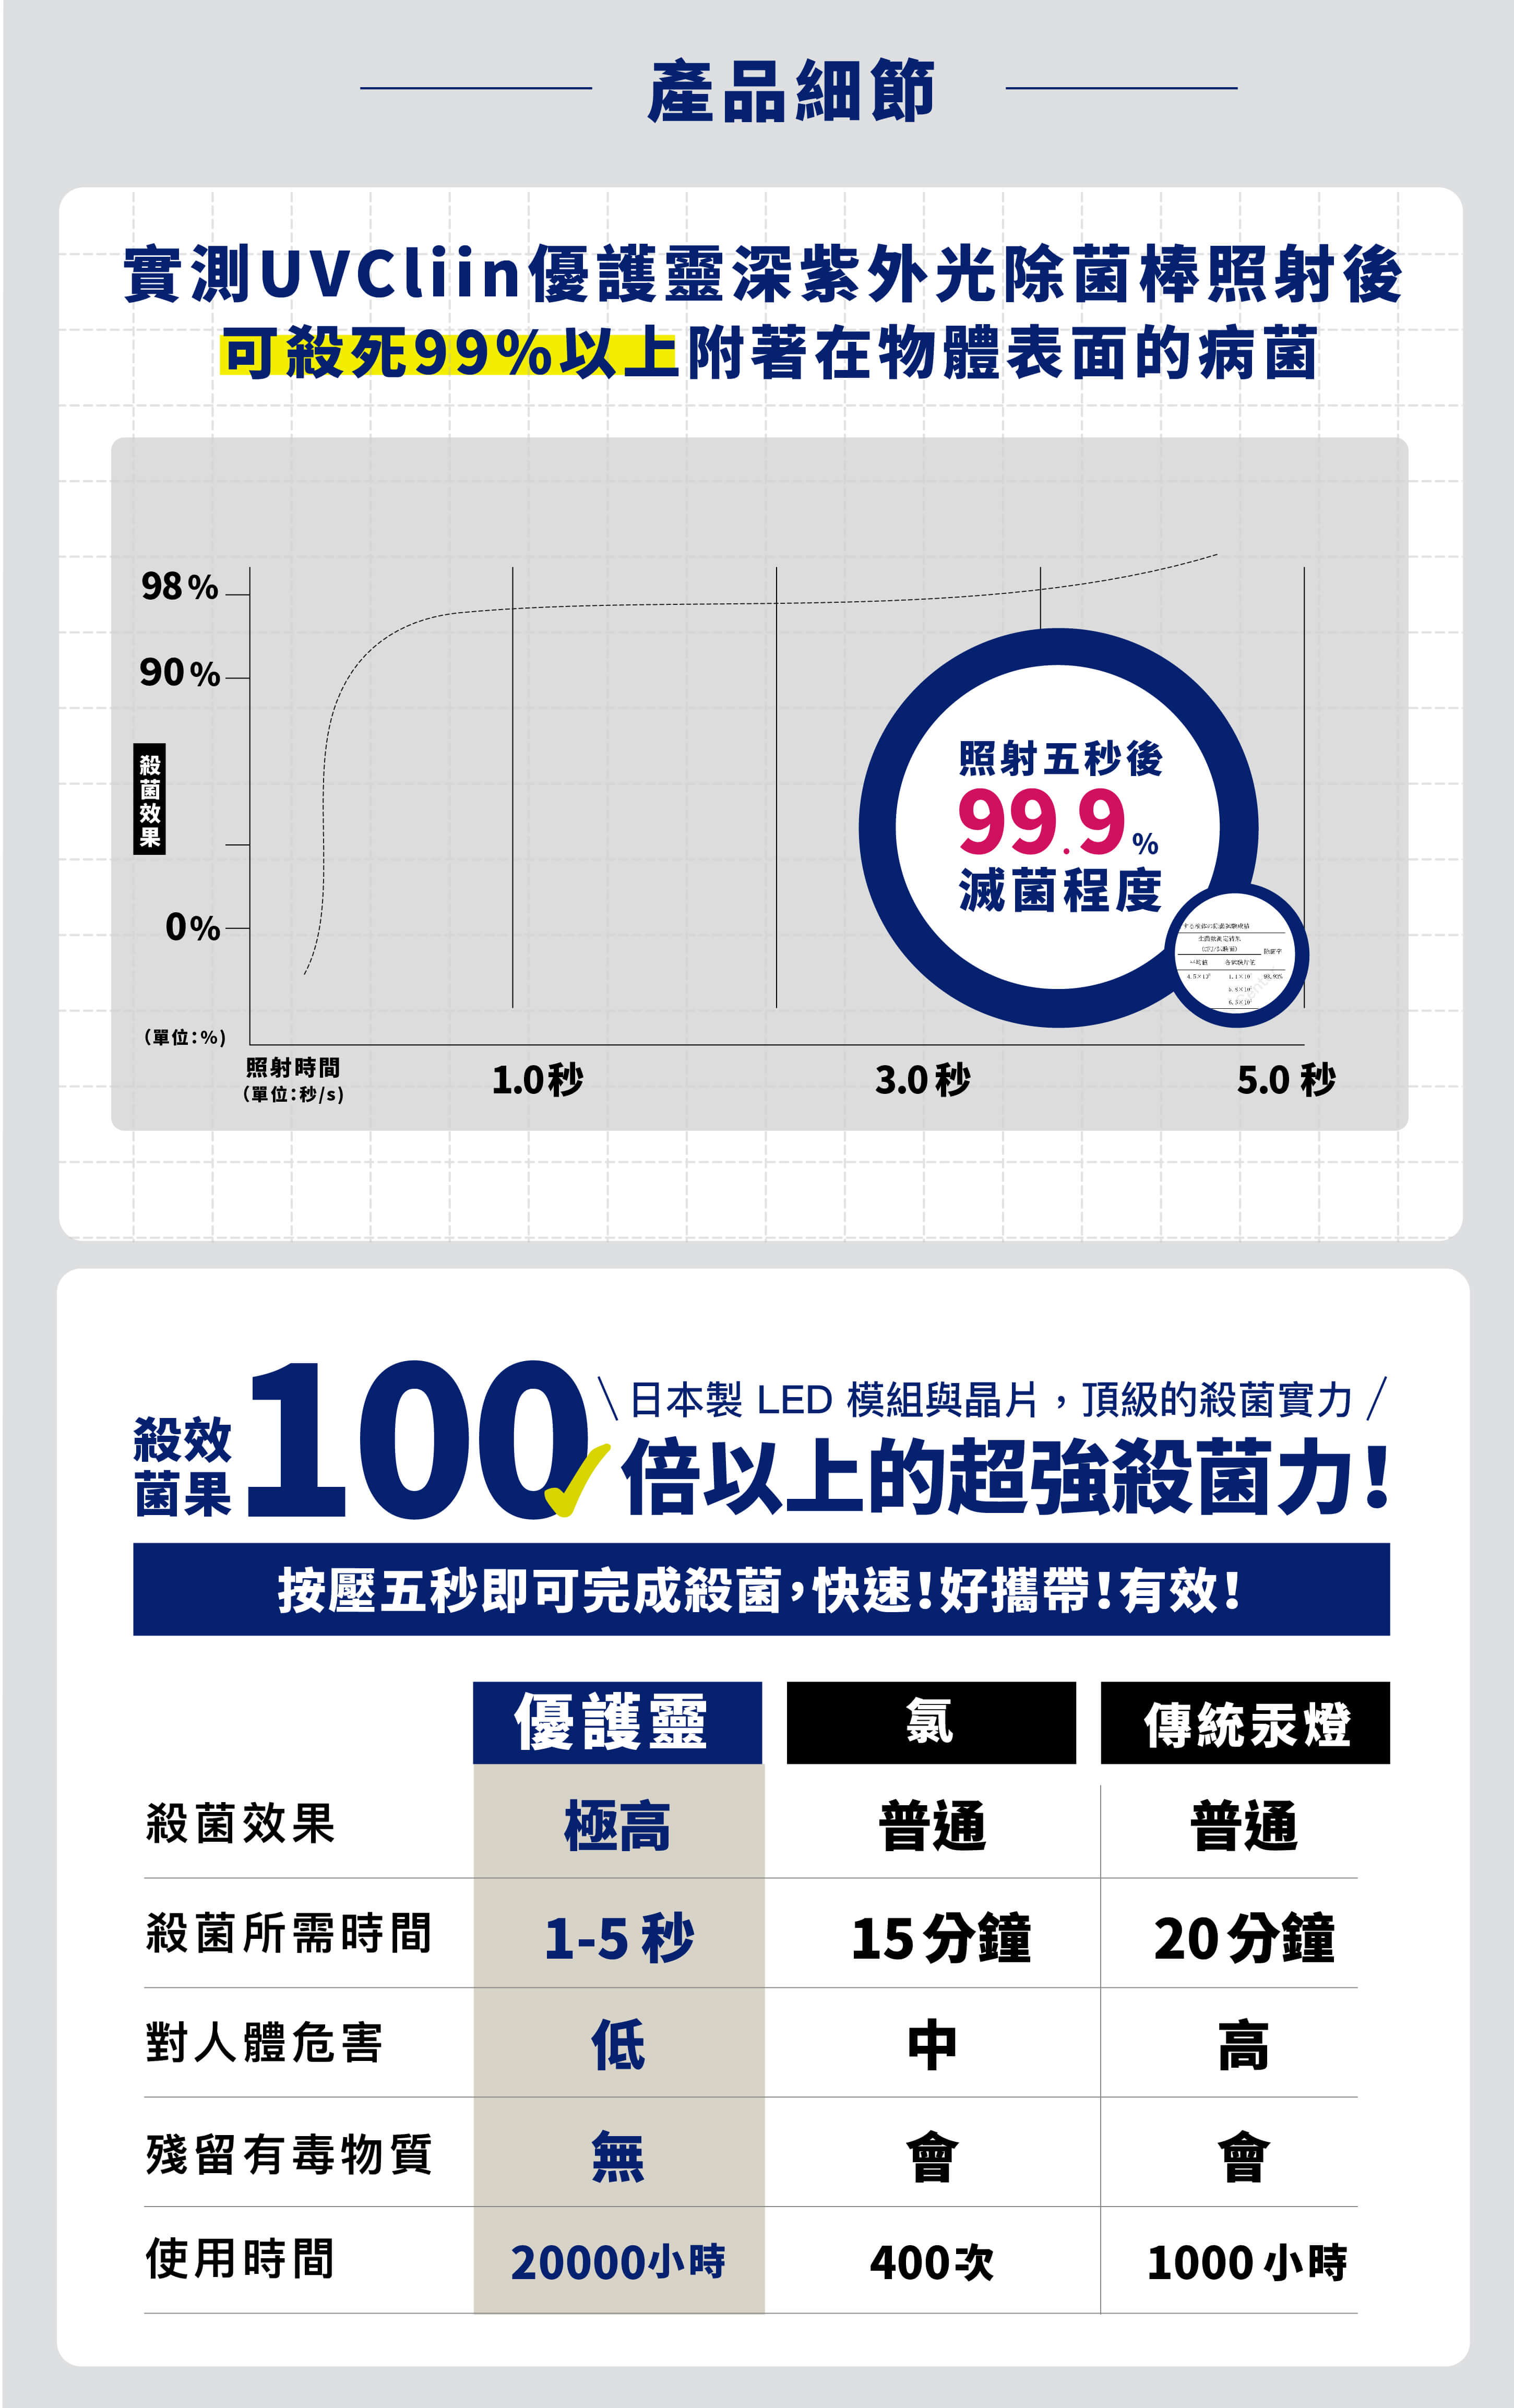 產品細節
實測UVCliin優護靈深紫外光除菌棒照射後
可殺死99%以上附著在物體表面的病菌
98%
90%
殺菌效果
0%
(單位:%)
照射時間
(單位:秒/s)
1.0秒
3.0秒
5.0 秒
照射五秒後
99.9%
滅菌程度
殺效
菌果
100
日本製 LED 模組與晶片，頂級的殺菌實力
倍以上的超強殺菌力!
按壓五秒即可完成殺菌，快速!好攜帶!有效!
優護靈 氯 傳統汞燈
殺菌效果 極高 普通 普通
殺菌所需時間 1-5 秒 15分鐘 20分鐘
對人體危害 低 中 高
殘留有毒物質 無 會 會
使用時間 20000小時 400次 1000 小時